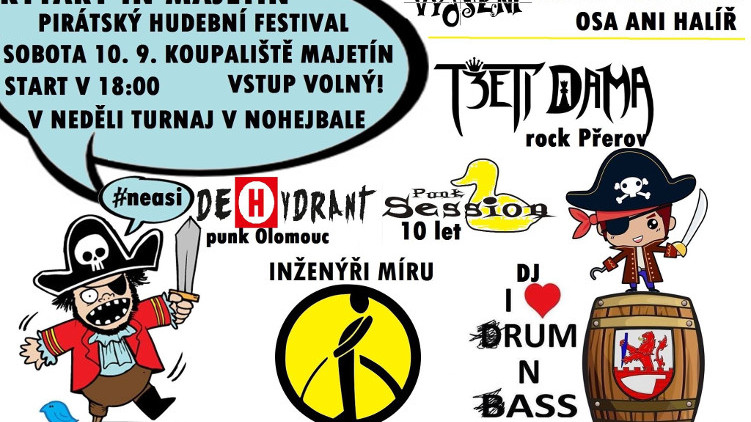 PIRÁTSKÝ HUDEBNÍ FESTIVAL
SOBOTA 10. 9. KOUPALIŠTĚ MAJETÍN
START V 18:00 VSTUP VOLNÝ!
V NEDĚLI TURNAJ V NOHEJBALE
#neasi
OSA ANI HALÍŘ
TŘETÍ DAMA
rock Přerov
DEHYDRANT
punk Olomouc
Punk
Session
10 let
INŽENÝŘI MÍRU
DJ
I
DRUM
N
BASS